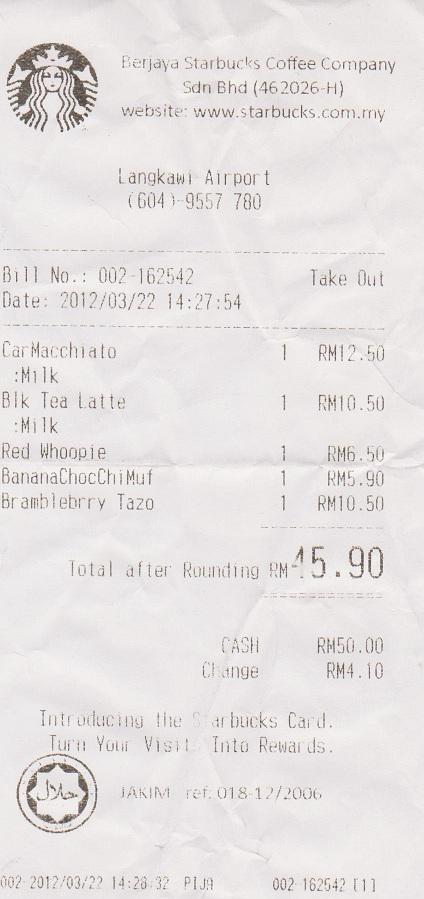 Berjaya Starbucks Coffee Company
Sdn Bhd (462026-H)
website: www.starbucks.com.my
Langkawi Airport
(604)-9557 780
Bill No.: 002-162542 Take Out
Date: 2012/03/22 14:27:54
CarMacchiato 1 RM12.50
:Milk
Blk Tea Latte 1 RM10.50
:Milk
Red Whoopie 1 RM6.50
BananaChocChiMuf 1 RM5.90
Bramblebrry Tazo 1 RM10.50
Total after Rounding RM45.90
CASH RM50.00
Change RM4.10
Introducing the Starbucks Card.
Turn Your Visits Into Rewards.
حلال
JAKIM ref: 018-12/2006
002-2012/03/22 14:28:32 PIJA 002-162542 [1]